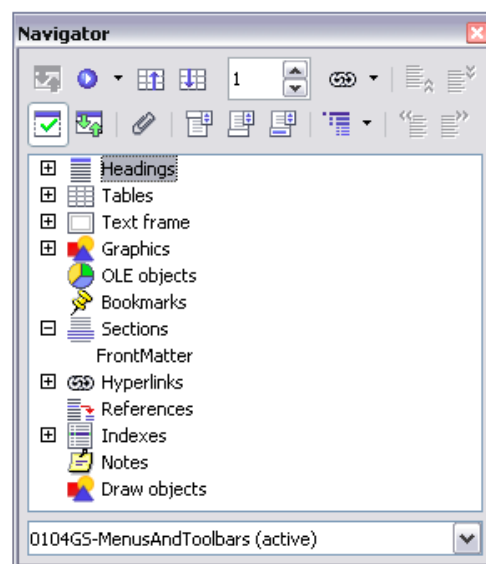 Navigator
1
Headings
Tables
Text frame
Graphics
OLE objects
Bookmarks
Sections
FrontMatter
Hyperlinks
References
Indexes
Notes
Draw objects
0104GS-MenusAndToolbars (active)